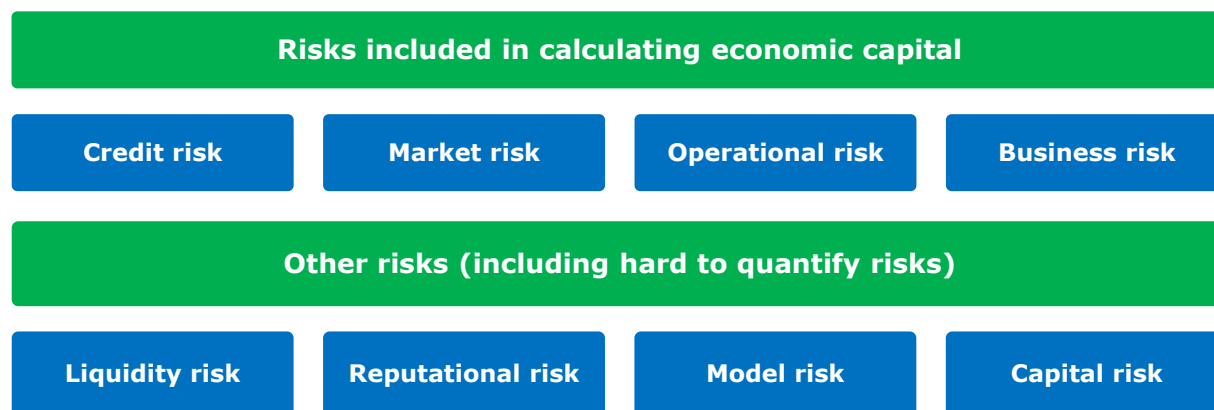 Risks included in calculating economic capital
Credit risk
Market risk
Operational risk
Business risk
Other risks (including hard to quantify risks)
Liquidity risk
Reputational risk
Model risk
Capital risk